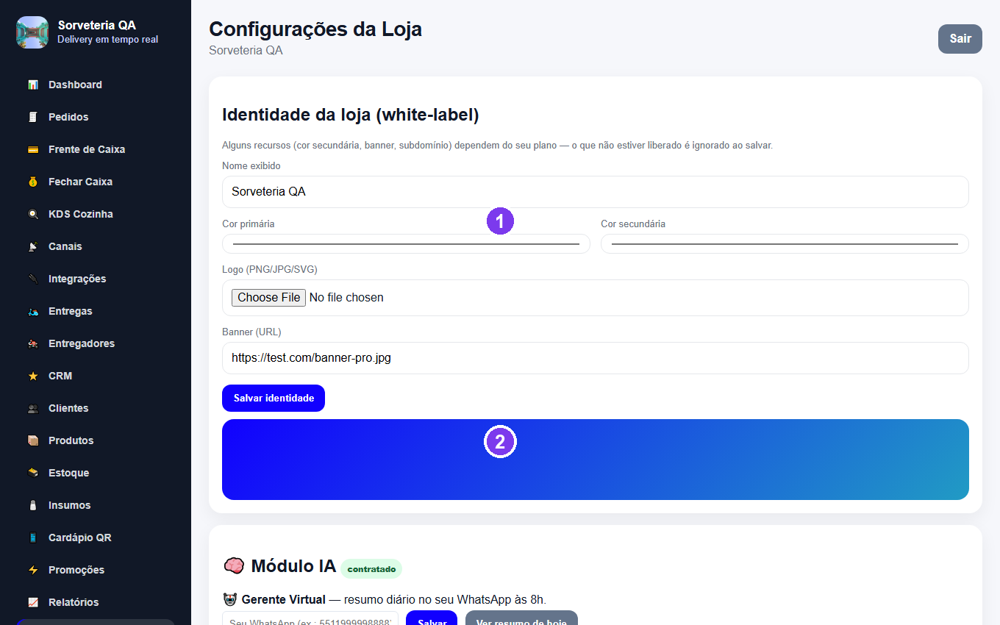 Sorveteria QA
Delivery em tempo real
Dashboard
Pedidos
Frente de Caixa
Fechar Caixa
KDS Cozinha
Canais
Integrações
Entregas
Entregadores
CRM
Clientes
Produtos
Estoque
Insumos
Cardápio QR
Promoções
Relatórios
Configurações da Loja
Sorveteria QA
Sair
Identidade da loja (white-label)
Alguns recursos (cor secundária, banner, subdomínio) dependem do seu plano — o que não estiver liberado é ignorado ao salvar.
Nome exibido
Sorveteria QA
1
Cor primária
Cor secundária
Logo (PNG/JPG/SVG)
Choose File No file chosen
Banner (URL)
https://test.com/banner-pro.jpg
Salvar identidade
2
Módulo IA contratado
Gerente Virtual — resumo diário no seu WhatsApp às 8h.
Seu WhatsApp (ex.: 5511999998888)
Salvar
Ver resumo de hoje